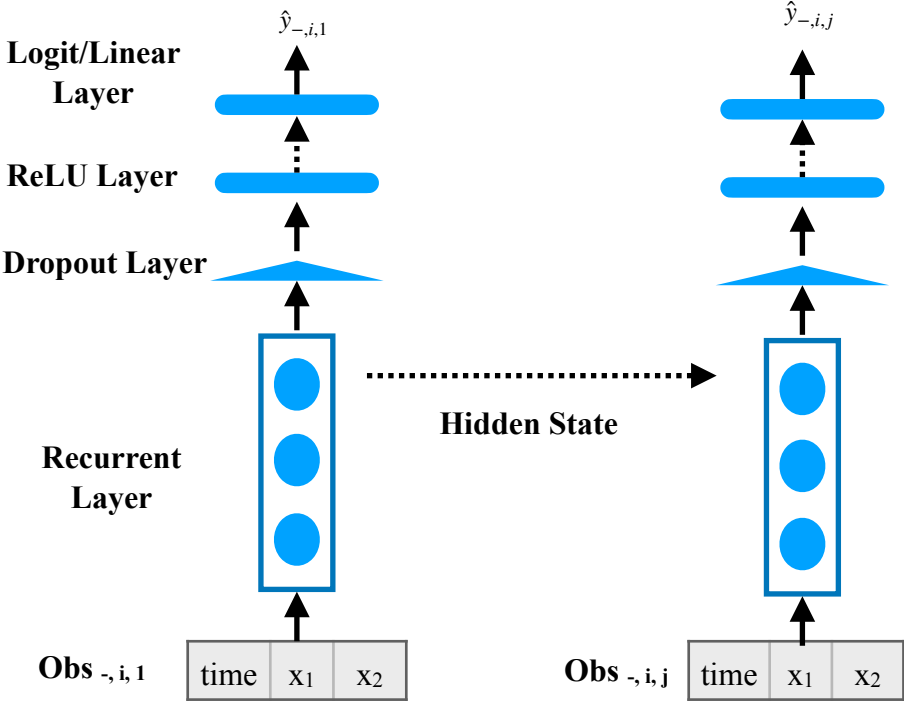 ŷ₋,ᵢ,₁
ŷ₋,ᵢ,ⱼ
Logit/Linear
Layer
ReLU Layer
Dropout Layer
Hidden State
Recurrent
Layer
Obs -, i, 1
time x₁ x₂
Obs -, i, j
time x₁ x₂